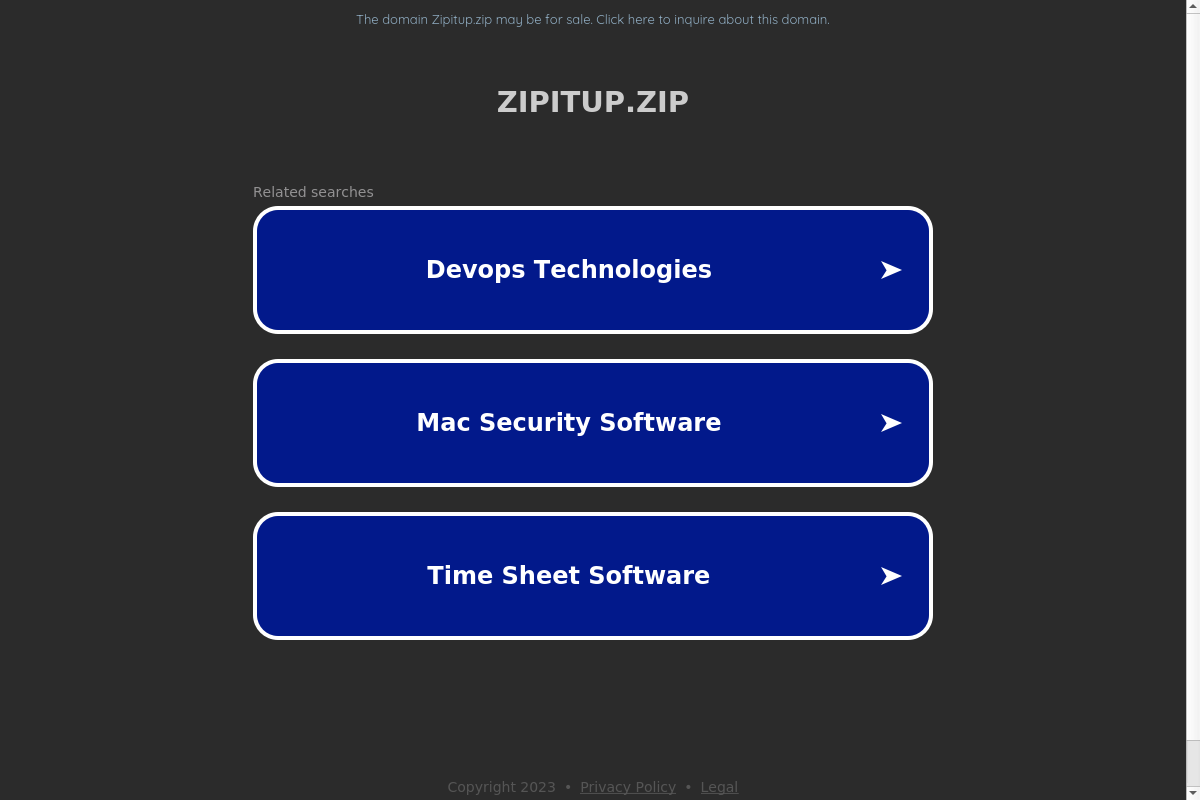 The domain Zipitup.zip may be for sale. Click here to inquire about this domain.
ZIPITUP.ZIP
Related searches
Devops Technologies
Mac Security Software
Time Sheet Software
Copyright 2023 • Privacy Policy • Legal